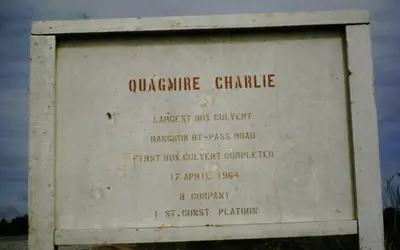 QUAGMIRE CHARLIE
LARGEST BOX CULVERT
BANGKOK BY-PASS ROAD
FIRST BOX CULVERT COMPLETED
17 APRIL 1964
B COMPANY
1 ST. CONST PLATOON